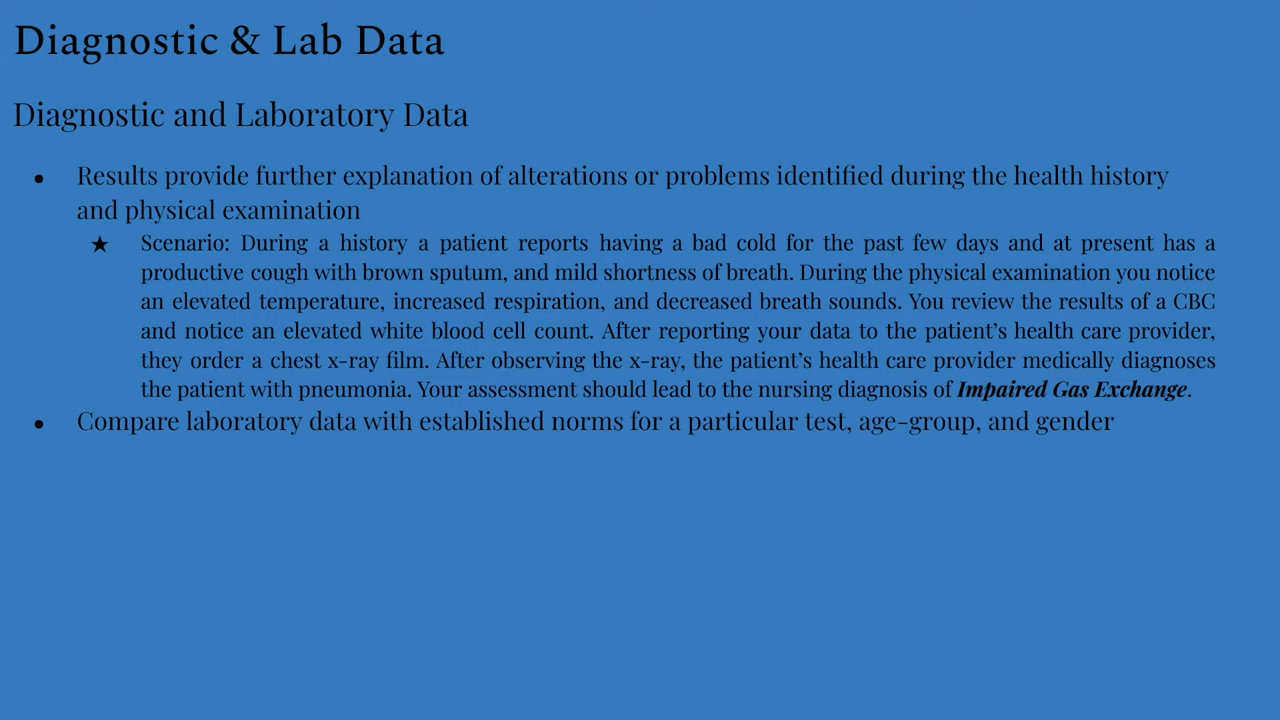 Diagnostic & Lab Data
Diagnostic and Laboratory Data
● Results provide further explanation of alterations or problems identified during the health history
and physical examination
★ Scenario: During a history a patient reports having a bad cold for the past few days and at present has a
productive cough with brown sputum, and mild shortness of breath. During the physical examination you notice
an elevated temperature, increased respiration, and decreased breath sounds. You review the results of a CBC
and notice an elevated white blood cell count. After reporting your data to the patient’s health care provider,
they order a chest x-ray film. After observing the x-ray, the patient’s health care provider medically diagnoses
the patient with pneumonia. Your assessment should lead to the nursing diagnosis of Impaired Gas Exchange.
● Compare laboratory data with established norms for a particular test, age-group, and gender